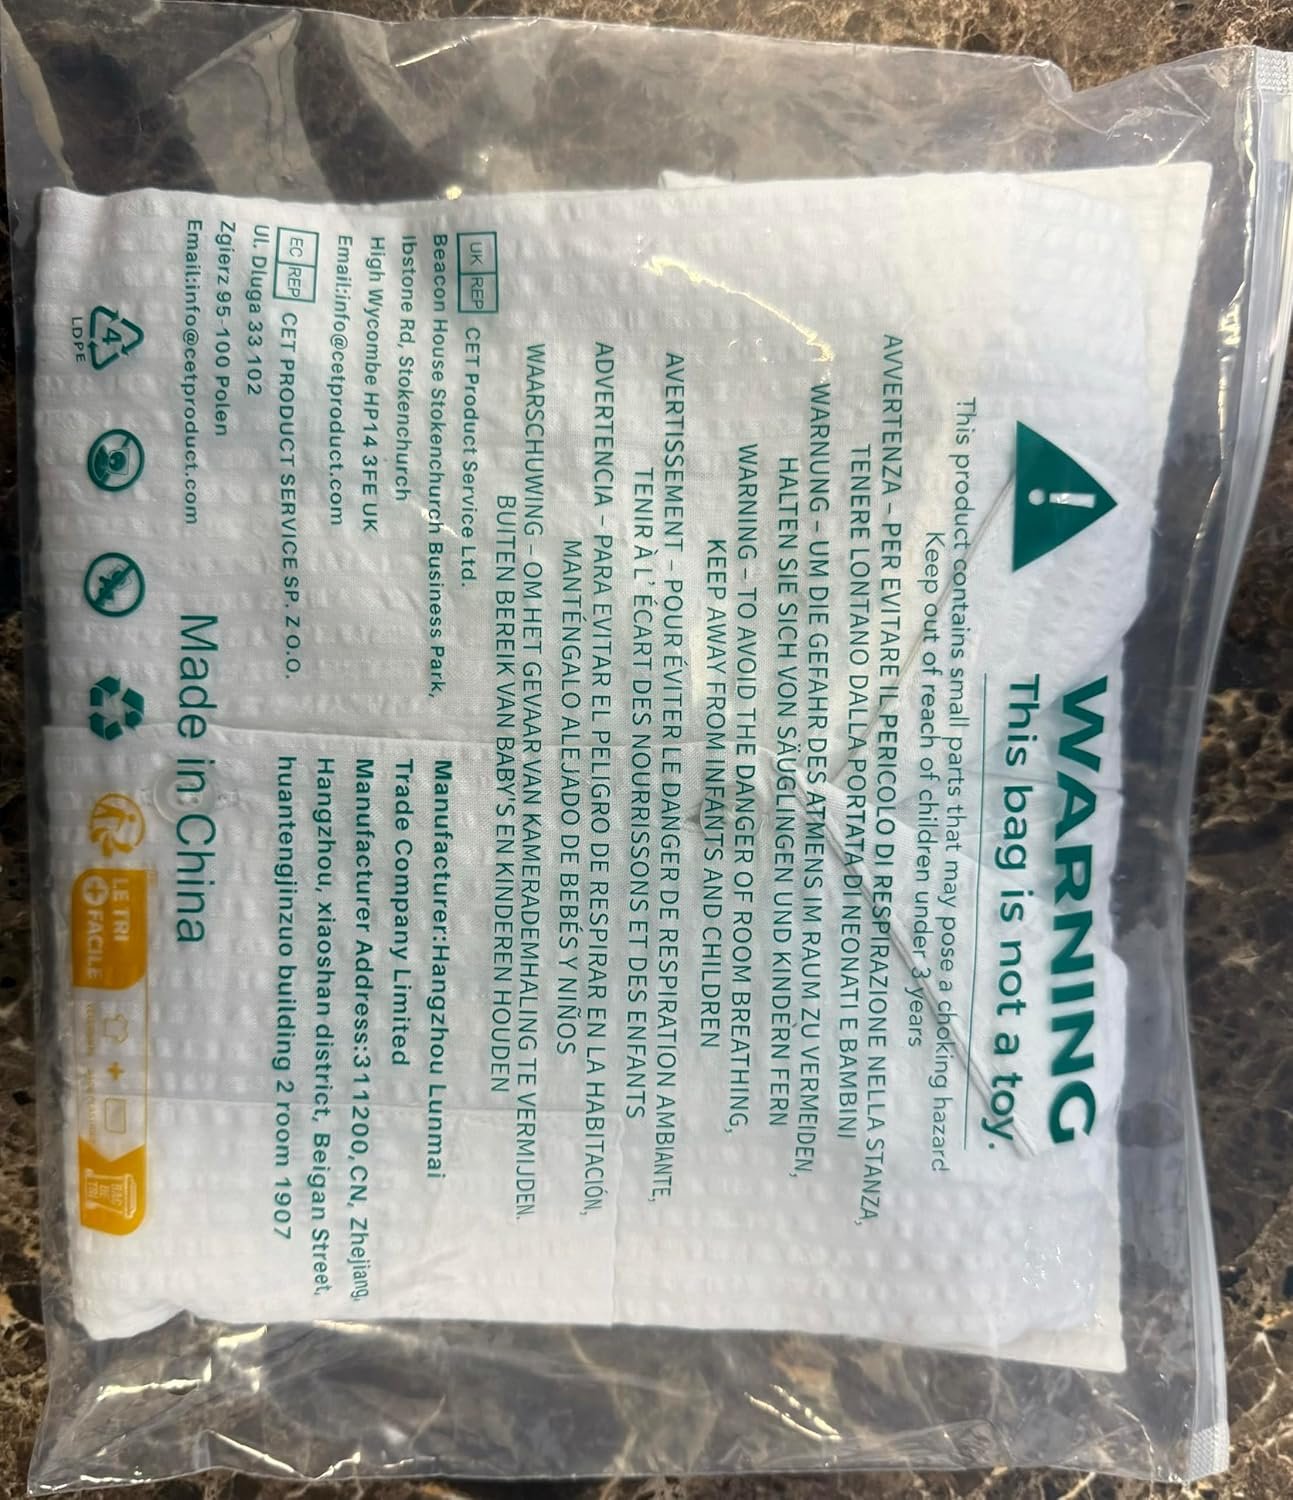 WARNING
This bag is not a toy.
This product contains small parts that may pose a choking hazard
Keep out of reach of children under 3 years
AVVERTENZA – PER EVITARE IL PERICOLO DI RESPIRAZIONE NELLA STANZA,
TENERE LONTANO DALLA PORTATA DI NEONATI E BAMBINI
WARNUNG – UM DIE GEFAHR DES ATMENS IM RAUM ZU VERMEIDEN,
HALTEN SIE SICH VON SÄUGLINGEN UND KINDERN FERN
WARNING – TO AVOID THE DANGER OF ROOM BREATHING,
KEEP AWAY FROM INFANTS AND CHILDREN
AVERTISSEMENT – POUR ÉVITER LE DANGER DE RESPIRATION AMBIANTE,
TENIR À L' ÉCART DES NOURRISSONS ET DES ENFANTS
ADVERTENCIA – PARA EVITAR EL PELIGRO DE RESPIRAR EN LA HABITACIÓN,
MANTÉNGALO ALEJADO DE BEBÉS Y NIÑOS
WAARSCHUWING – OM HET GEVAAR VAN KAMERADEMHALING TE VERMIJDEN.
BUITEN BEREIK VAN BABY'S EN KINDEREN HOUDEN
UK REP CET Product Service Ltd.
Beacon House Stokenchurch Business Park,
Ibstone Rd, Stokenchurch
High Wycombe HP14 3FE UK
Email:info@cetproduct.com
EC REP CET PRODUCT SERVICE SP. Z O.O.
Ul. Dluga 33 102
Zgierz 95-100 Polen
Email:info@cetproduct.com
Manufacturer:Hangzhou Lunmai
Trade Company Limited
Manufacturer Address:311200,CN, Zhejiang,
Hangzhou, xiaoshan district, Beigan Street,
huantengjinzuo building 2 room 1907
Made in China
4
LDPE
LE TRI
+ FACILE
+
BAC
DE
TRI